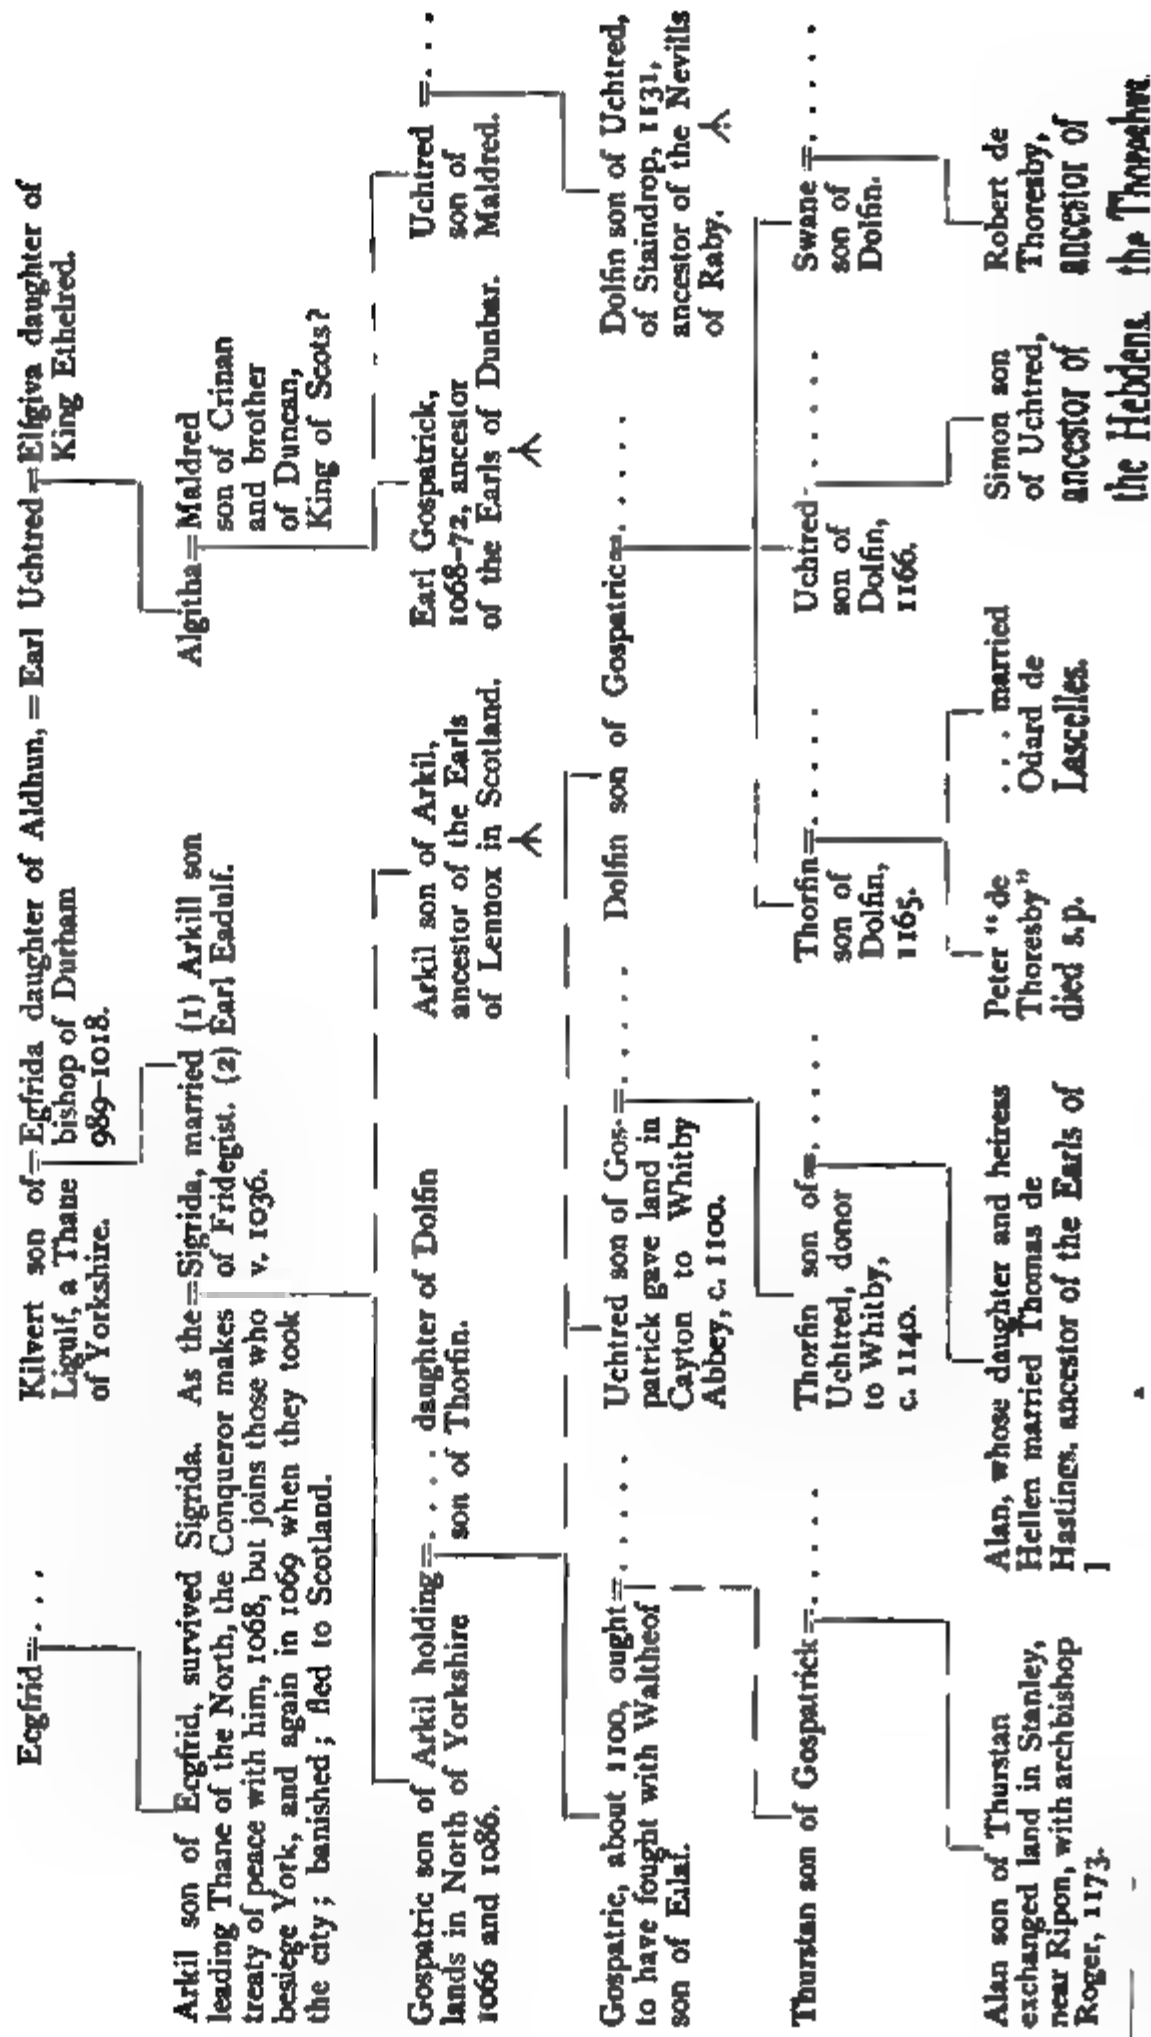 Ecgfrid=. . .
Kilvert son of=Egfrida daughter of Aldhun,=Earl Uchtred=Elfgiva daughter of
Ligulf, a Thane bishop of Durham King Ethelred.
of Yorkshire. 989-1018.
Arkil son of Ecgfrid, survived Sigrida. As the=Sigrida, married (1) Arkill son
leading Thane of the North, the Conqueror makes of Fridegist. (2) Earl Eadulf.
treaty of peace with him, 1068, but joins those who v. 1036.
besiege York, and again in 1069 when they took
the city; banished; fled to Scotland.
Algitha=Maldred
son of Crinan
and brother
of Duncan,
King of Scots?
Gospatric son of Arkil holding=. . . . daughter of Dolfin
lands in North of Yorkshire son of Thorfin.
1066 and 1086.
Arkil son of Arkil,
ancestor of the Earls
of Lennox in Scotland.
Earl Gospatrick,
1068-72, ancestor
of the Earls of Dunbar.
Uchtred =. . . .
son of
Maldred.
Gospatric, about 1100, ought=. . . . .
to have fought with Waltheof
son of Eilaf.
Uchtred son of Gos-=. . . . .
patrick gave land in
Cayton to Whitby
Abbey, c. 1100.
Dolfin son of Gospatric=. . . . .
Dolfin son of Uchtred,
of Staindrop, 1131,
ancestor of the Nevills
of Raby.
Thurstan son of Gospatrick=. . . . .
Thorfin son of=. . . . .
Uchtred, donor
to Whitby,
c. 1140.
Thorfin=. . . . .
son of
Dolfin,
1165.
Uchtred. . . . . .
son of
Dolfin,
1166.
Swane=. . . . .
son of
Dolfin.
Alan son of Thurstan
exchanged land in Stanley,
near Ripon, with archbishop
Roger, 1173.
Alan, whose daughter and heiress
Hellen married Thomas de
Hastings, ancestor of the Earls of
Peter "de
Thoresby"
died s.p.
. . . married
Odard de
Lascelles.
Simon son
of Uchtred,
ancestor of
the Hebdens.
Robert de
Thoresby,
ancestor of
the